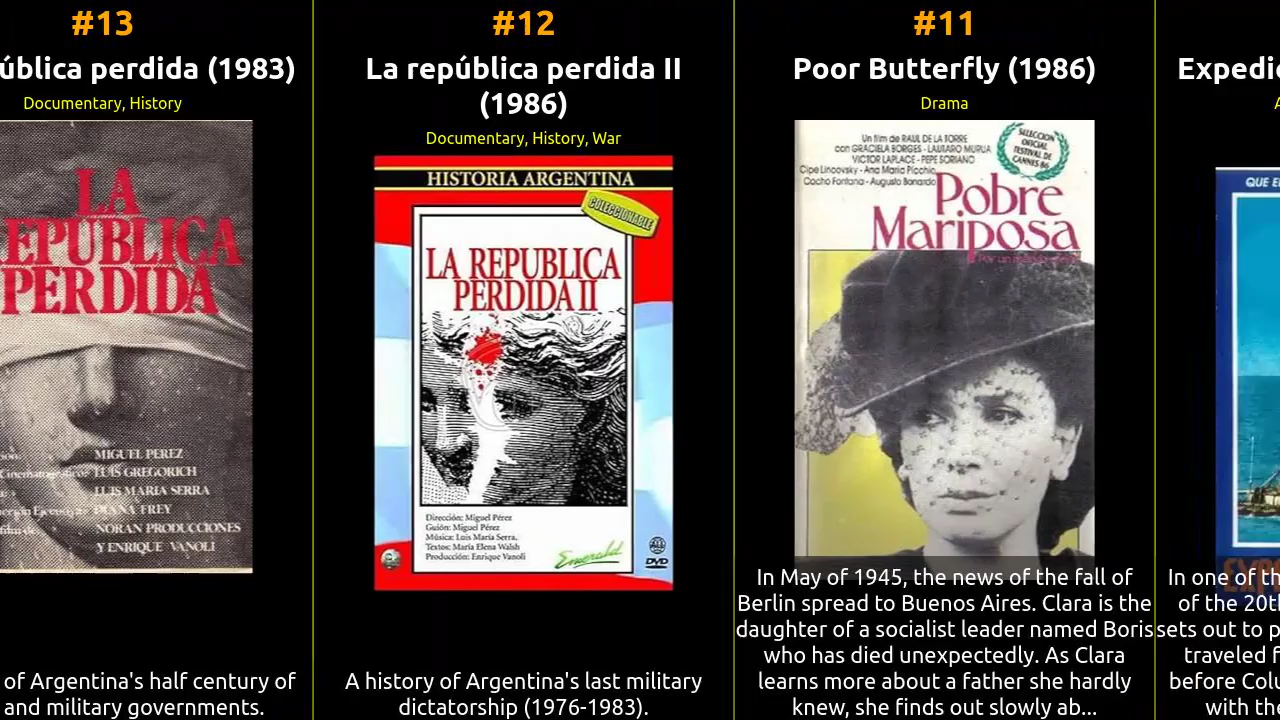 #13
ública perdida (1983)
Documentary, History
LA
EPUBLICA
PERDIDA
MIGUEL PEREZ
LUIS GREGORICH
LUIS MARIA SERRA
DIANA FREY
NORAN PRODUCCIONES
Y ENRIQUE VANOLI
of Argentina's half century of
and military governments.
#12
La república perdida II
(1986)
Documentary, History, War
HISTORIA ARGENTINA
COLECCIONABLE
LA REPUBLICA
PERDIDA II
Dirección: Miguel Pérez
Guión: Miguel Pérez
Música: Luis María Serra,
Textos: María Elena Walsh
Producción: Enrique Vanoli
Emerald
DVD
A history of Argentina's last military
dictatorship (1976-1983).
#11
Poor Butterfly (1986)
Drama
Un film de RAUL DE LA TORRE
con GRACIELA BORGES - LAUTARO MURUA
VICTOR LAPLACE - PEPE SORIANO
Cipe Lincovsky - Ana Maria Picchio
Cacho Fontana - Augusto Bonardo
SELECCION
OFICIAL
FESTIVAL DE
CANNES 86
Pobre
Mariposa
In May of 1945, the news of the fall of
Berlin spread to Buenos Aires. Clara is the
daughter of a socialist leader named Boris
who has died unexpectedly. As Clara
learns more about a father she hardly
knew, she finds out slowly ab...
Expedic
A
QUE E
EXPE
In one of th
of the 20th
sets out to p
traveled f
before Colu
with the